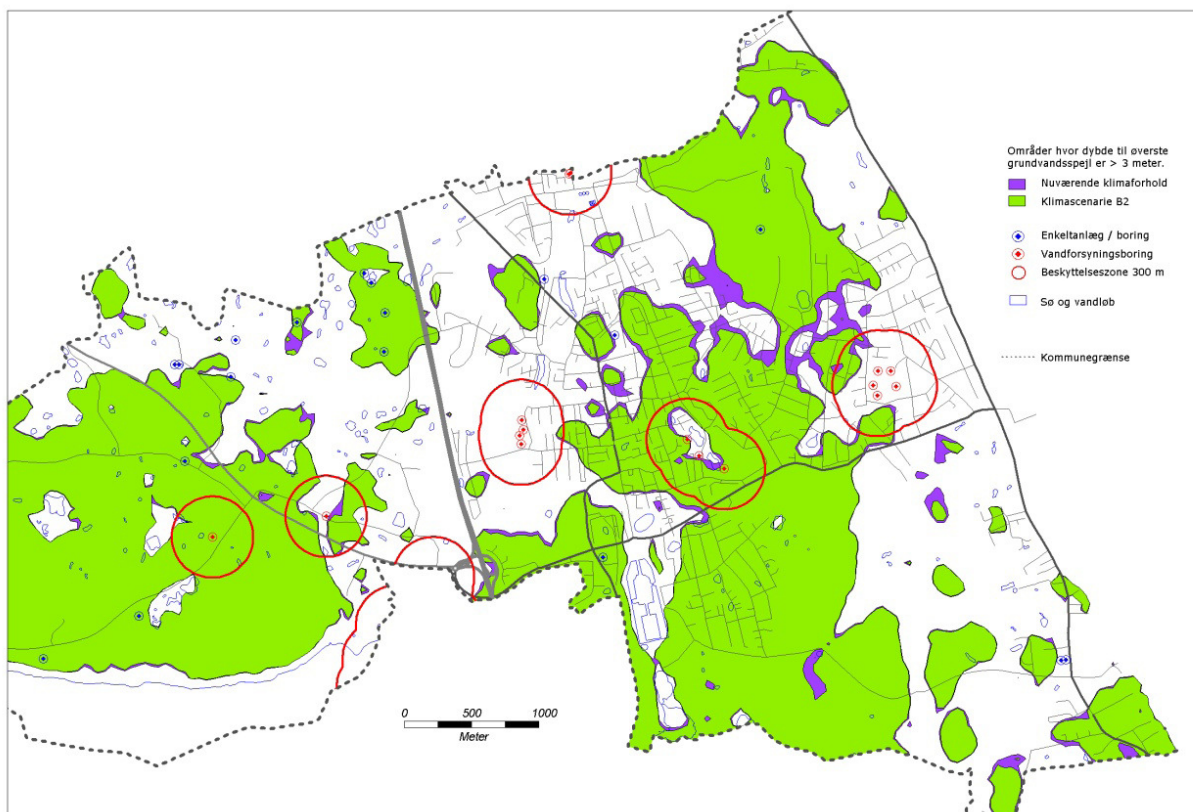 Områder hvor dybde til øverste
grundvandsspejl er > 3 meter.
Nuværende klimaforhold
Klimascenarie B2
Enkeltanlæg / boring
Vandforsyningsboring
Beskyttelseszone 300 m
Sø og vandløb
Kommunegrænse
0 500 1000
Meter